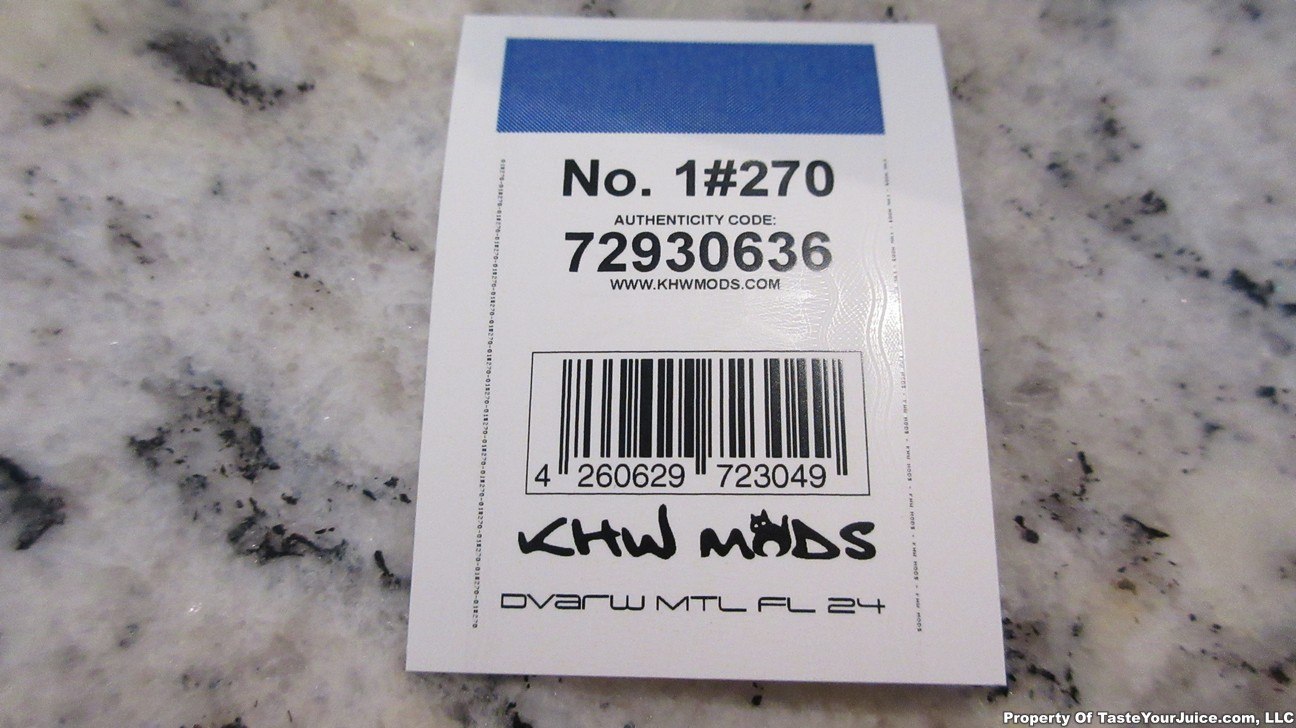 No. 1#270
AUTHENTICITY CODE:
72930636
WWW.KHWMODS.COM
4 260629 723049
KHW MODS
Dvarw MTL FL 24
Property Of TasteYourJuice.com, LLC